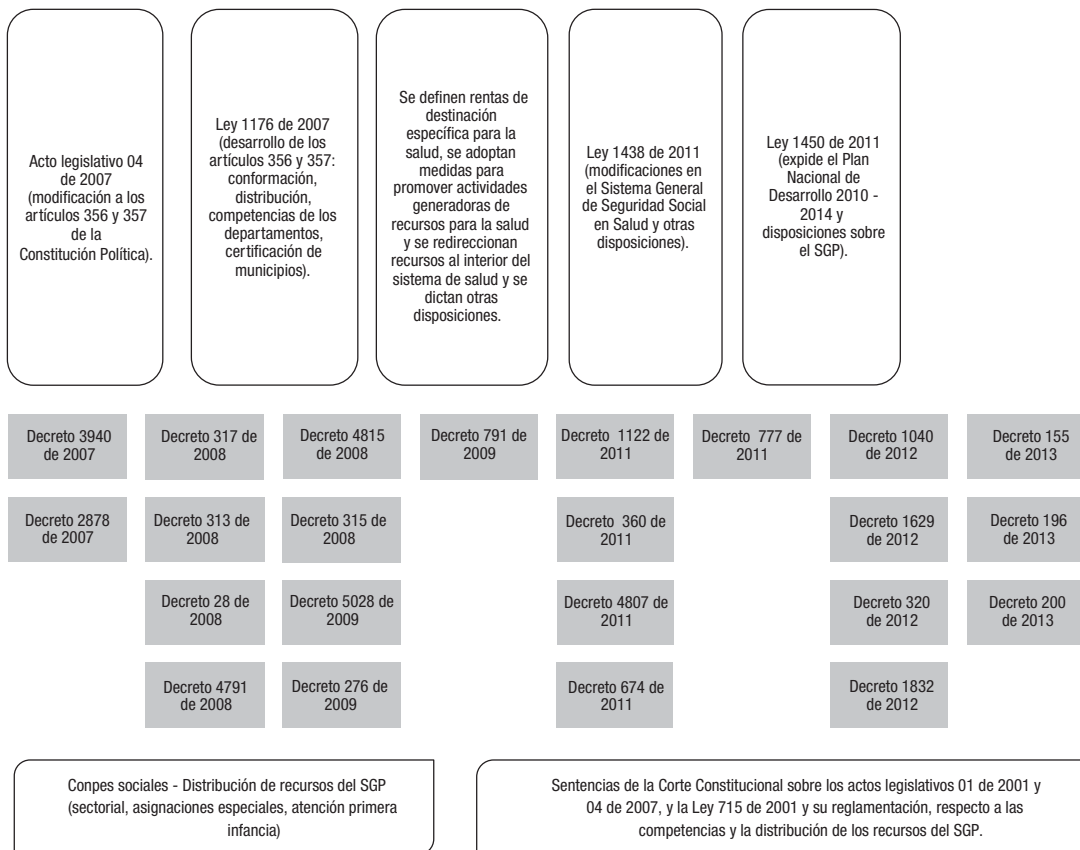 Acto legislativo 04
de 2007
(modificación a los
artículos 356 y 357
de la
Constitución Política).
Ley 1176 de 2007
(desarrollo de los
artículos 356 y 357:
conformación,
distribución,
competencias de los
departamentos,
certificación de
municipios).
Se definen rentas de
destinación
específica para la
salud, se adoptan
medidas para
promover actividades
generadoras de
recursos para la salud
y se redireccionan
recursos al interior del
sistema de salud y se
dictan otras
disposiciones.
Ley 1438 de 2011
(modificaciones en
el Sistema General
de Seguridad Social
en Salud y otras
disposiciones).
Ley 1450 de 2011
(expide el Plan
Nacional de
Desarrollo 2010 -
2014 y
disposiciones sobre
el SGP).
Decreto 3940
de 2007
Decreto 317 de
2008
Decreto 4815
de 2008
Decreto 791 de
2009
Decreto 1122 de
2011
Decreto 777 de
2011
Decreto 1040
de 2012
Decreto 155
de 2013
Decreto 2878
de 2007
Decreto 313 de
2008
Decreto 315 de
2008
Decreto 360 de
2011
Decreto 1629
de 2012
Decreto 196
de 2013
Decreto 28 de
2008
Decreto 5028 de
2009
Decreto 4807 de
2011
Decreto 320
de 2012
Decreto 200
de 2013
Decreto 4791
de 2008
Decreto 276 de
2009
Decreto 674 de
2011
Decreto 1832
de 2012
Conpes sociales - Distribución de recursos del SGP
(sectorial, asignaciones especiales, atención primera
infancia)
Sentencias de la Corte Constitucional sobre los actos legislativos 01 de 2001 y
04 de 2007, y la Ley 715 de 2001 y su reglamentación, respecto a las
competencias y la distribución de los recursos del SGP.